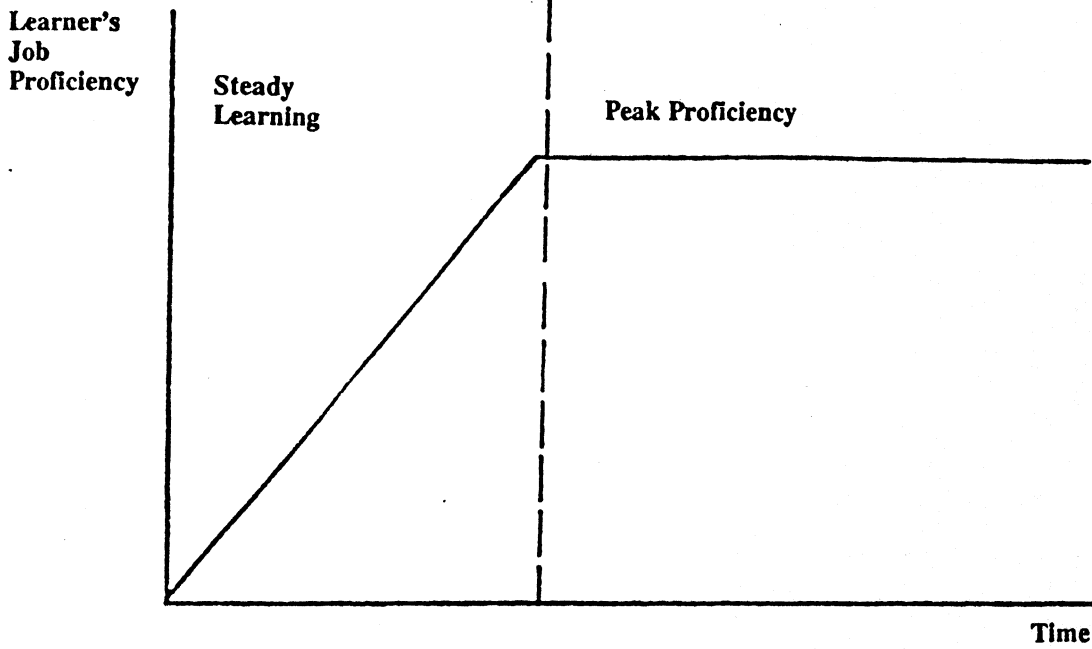 Learner's
Job
Proficiency
Steady
Learning
Peak Proficiency
Time